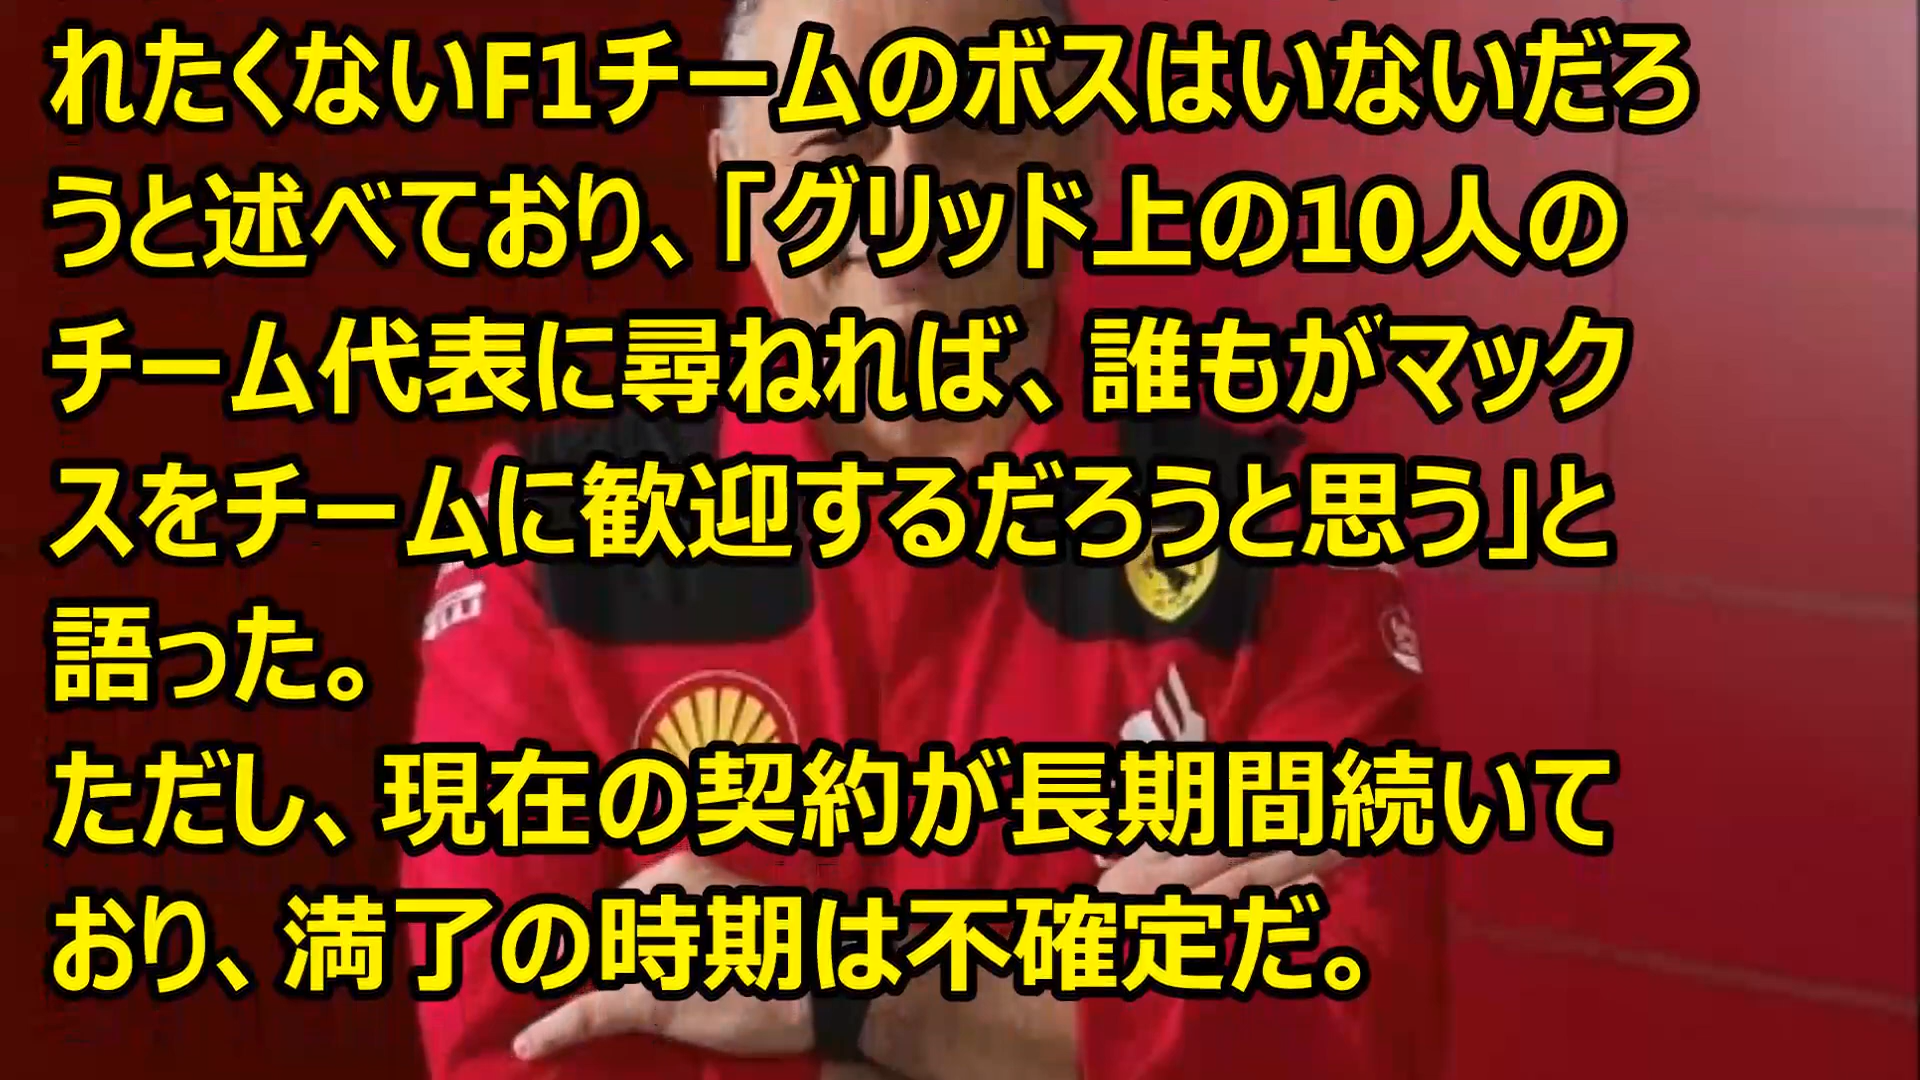 れたくないF1チームのボスはいないだろ
うと述べており、「グリッド上の10人の
チーム代表に尋ねれば、誰もがマック
スをチームに歓迎するだろうと思う」と
語った。
ただし、現在の契約が長期間続いて
おり、満了の時期は不確定だ。